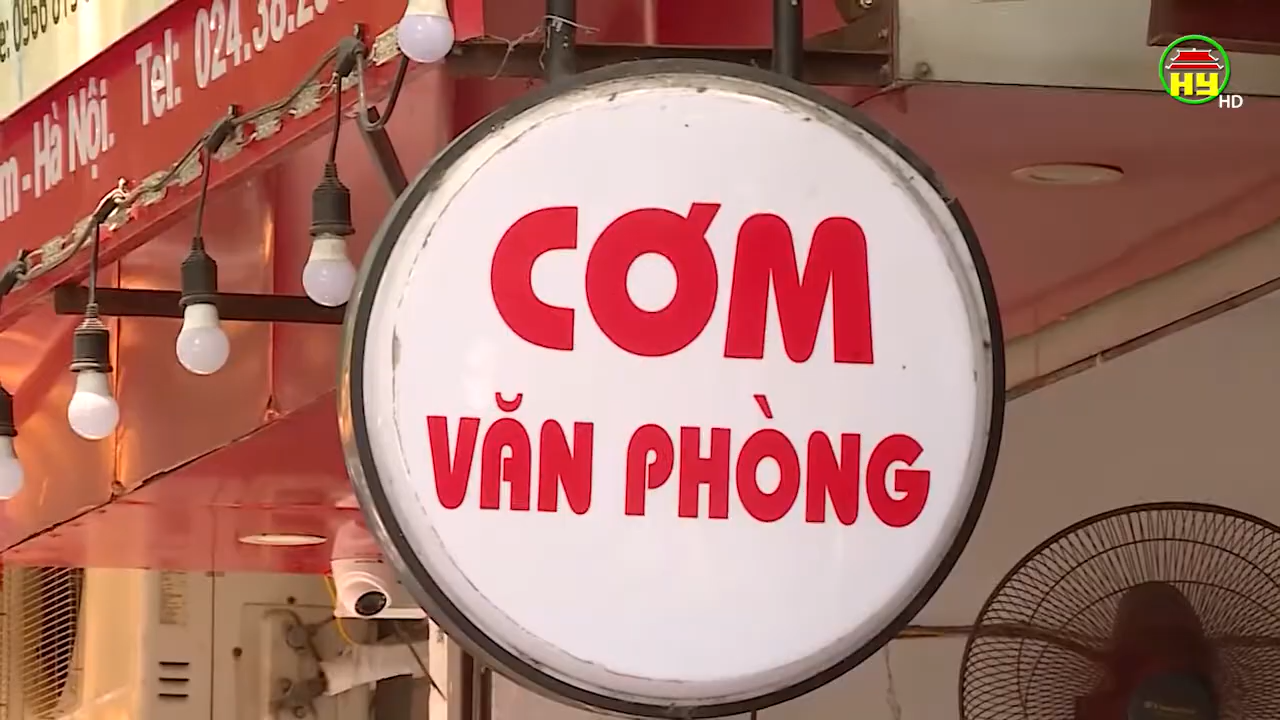 HY
HD
024.38.2
Tel:
m - Hà Nội.
CƠM
VĂN PHÒNG